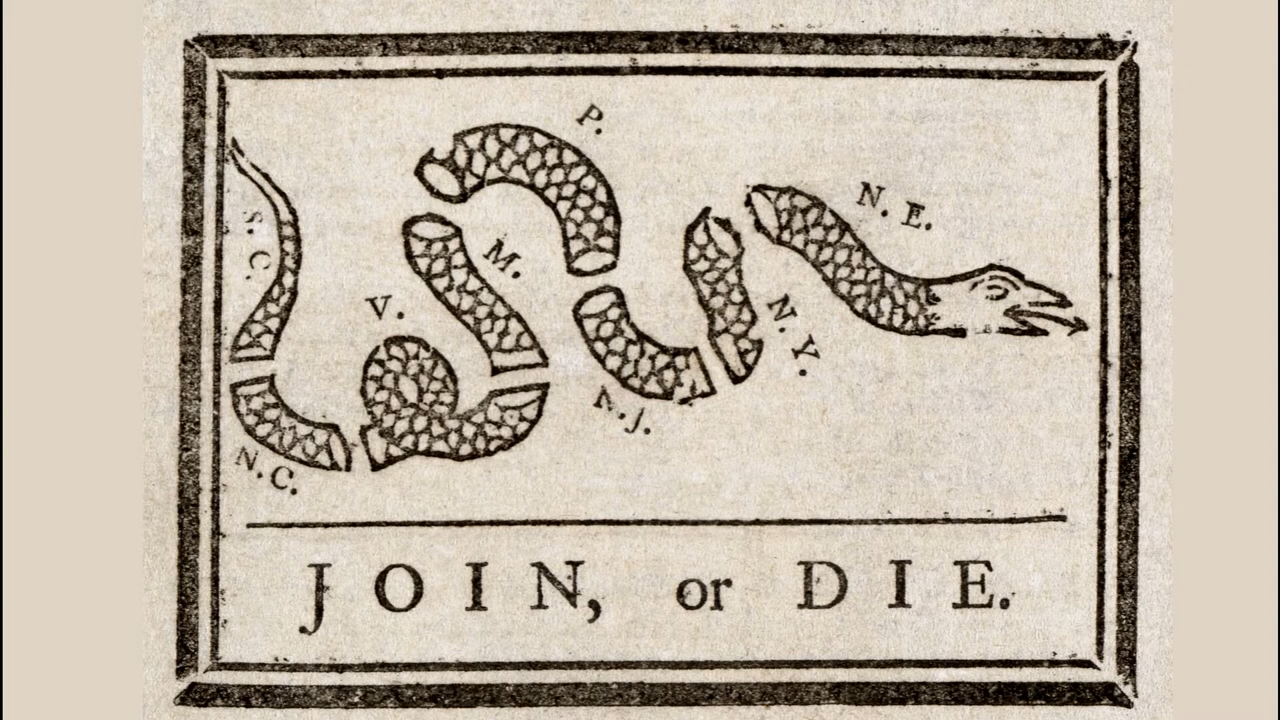 P.
N. E.
S. C.
M.
V.
N. Y.
N. J.
N. C.
JOIN, or DIE.